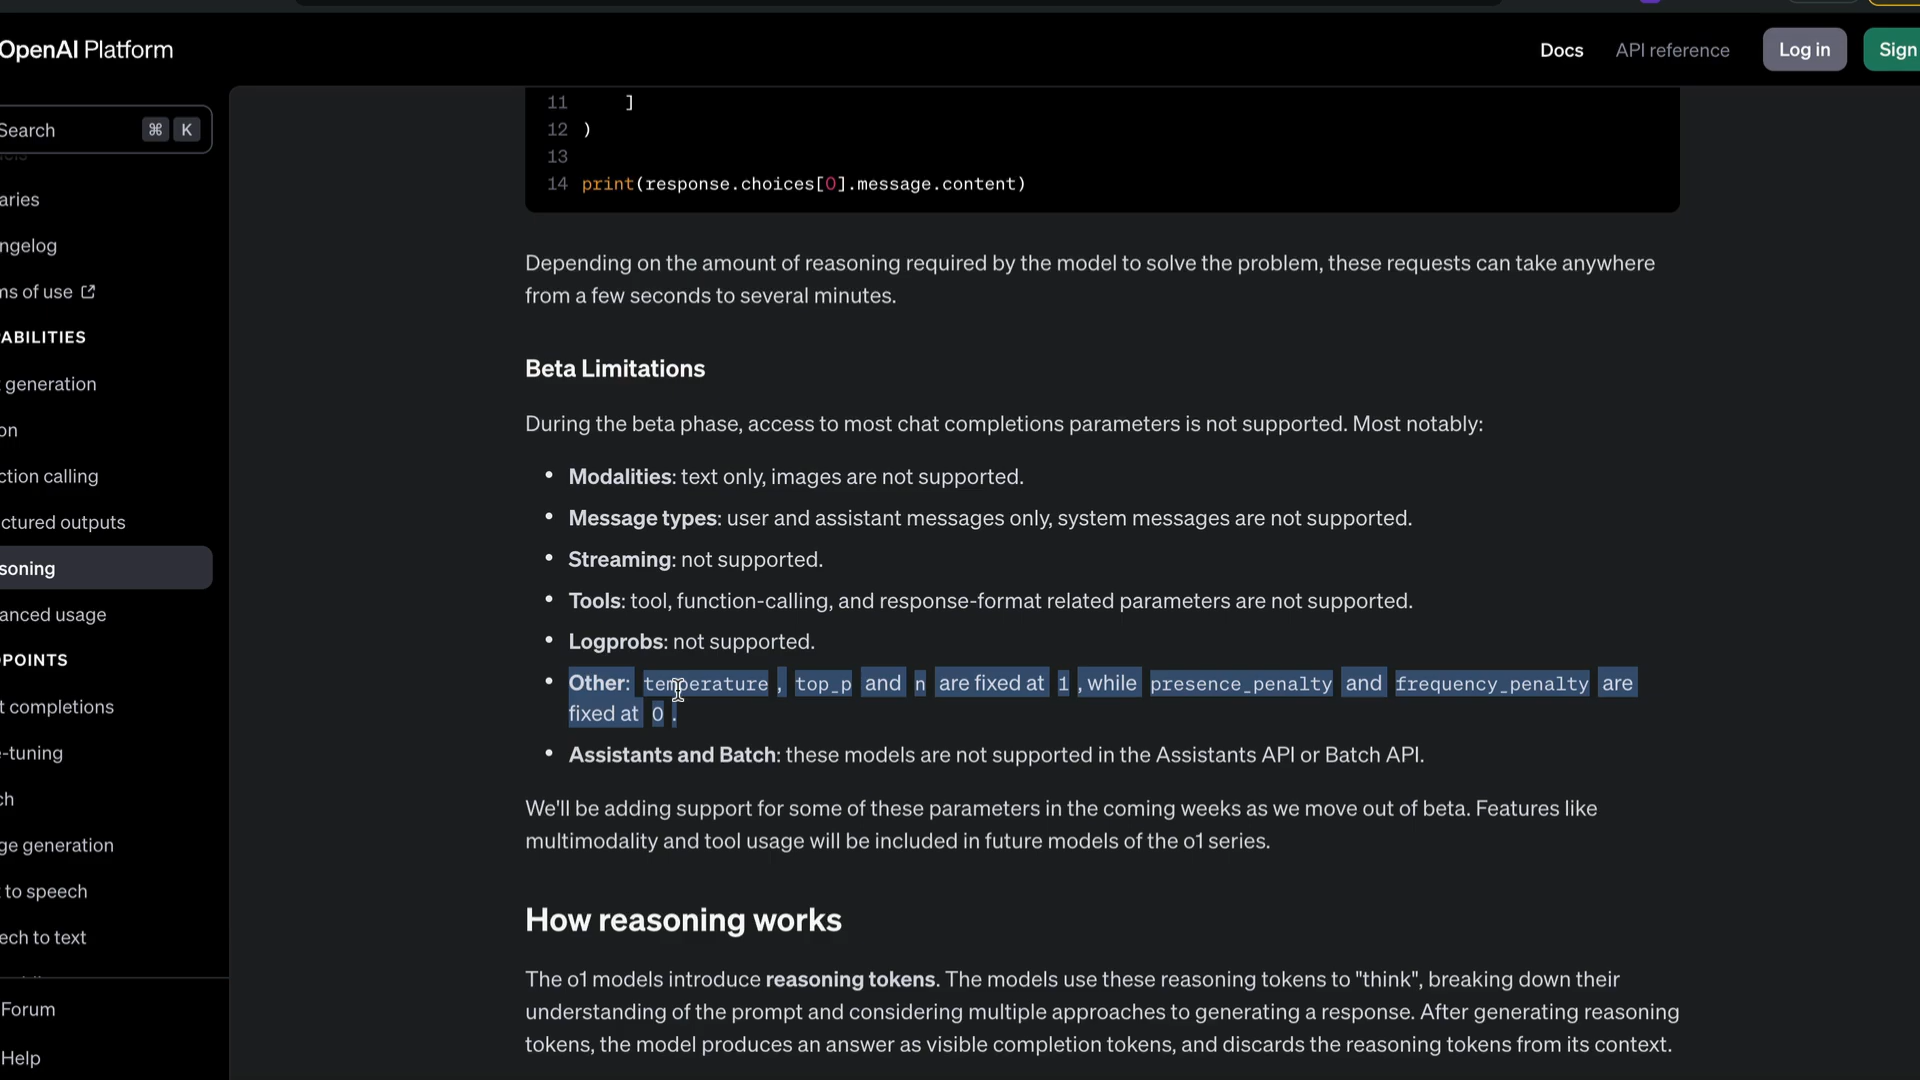 OpenAI Platform
Docs
API reference
Log in
Sign
Search
⌘ K
aries
ngelog
ms of use
ABILITIES
generation
on
ction calling
ctured outputs
soning
anced usage
POINTS
t completions
e-tuning
ch
ge generation
to speech
ech to text
Forum
Help
11 ]
12 )
13
14 print(response.choices[0].message.content)
Depending on the amount of reasoning required by the model to solve the problem, these requests can take anywhere
from a few seconds to several minutes.
Beta Limitations
During the beta phase, access to most chat completions parameters is not supported. Most notably:
• Modalities: text only, images are not supported.
• Message types: user and assistant messages only, system messages are not supported.
• Streaming: not supported.
• Tools: tool, function-calling, and response-format related parameters are not supported.
• Logprobs: not supported.
• Other: temperature , top_p and n are fixed at 1 , while presence_penalty and frequency_penalty are
fixed at 0 .
• Assistants and Batch: these models are not supported in the Assistants API or Batch API.
We'll be adding support for some of these parameters in the coming weeks as we move out of beta. Features like
multimodality and tool usage will be included in future models of the o1 series.
How reasoning works
The o1 models introduce reasoning tokens. The models use these reasoning tokens to "think", breaking down their
understanding of the prompt and considering multiple approaches to generating a response. After generating reasoning
tokens, the model produces an answer as visible completion tokens, and discards the reasoning tokens from its context.